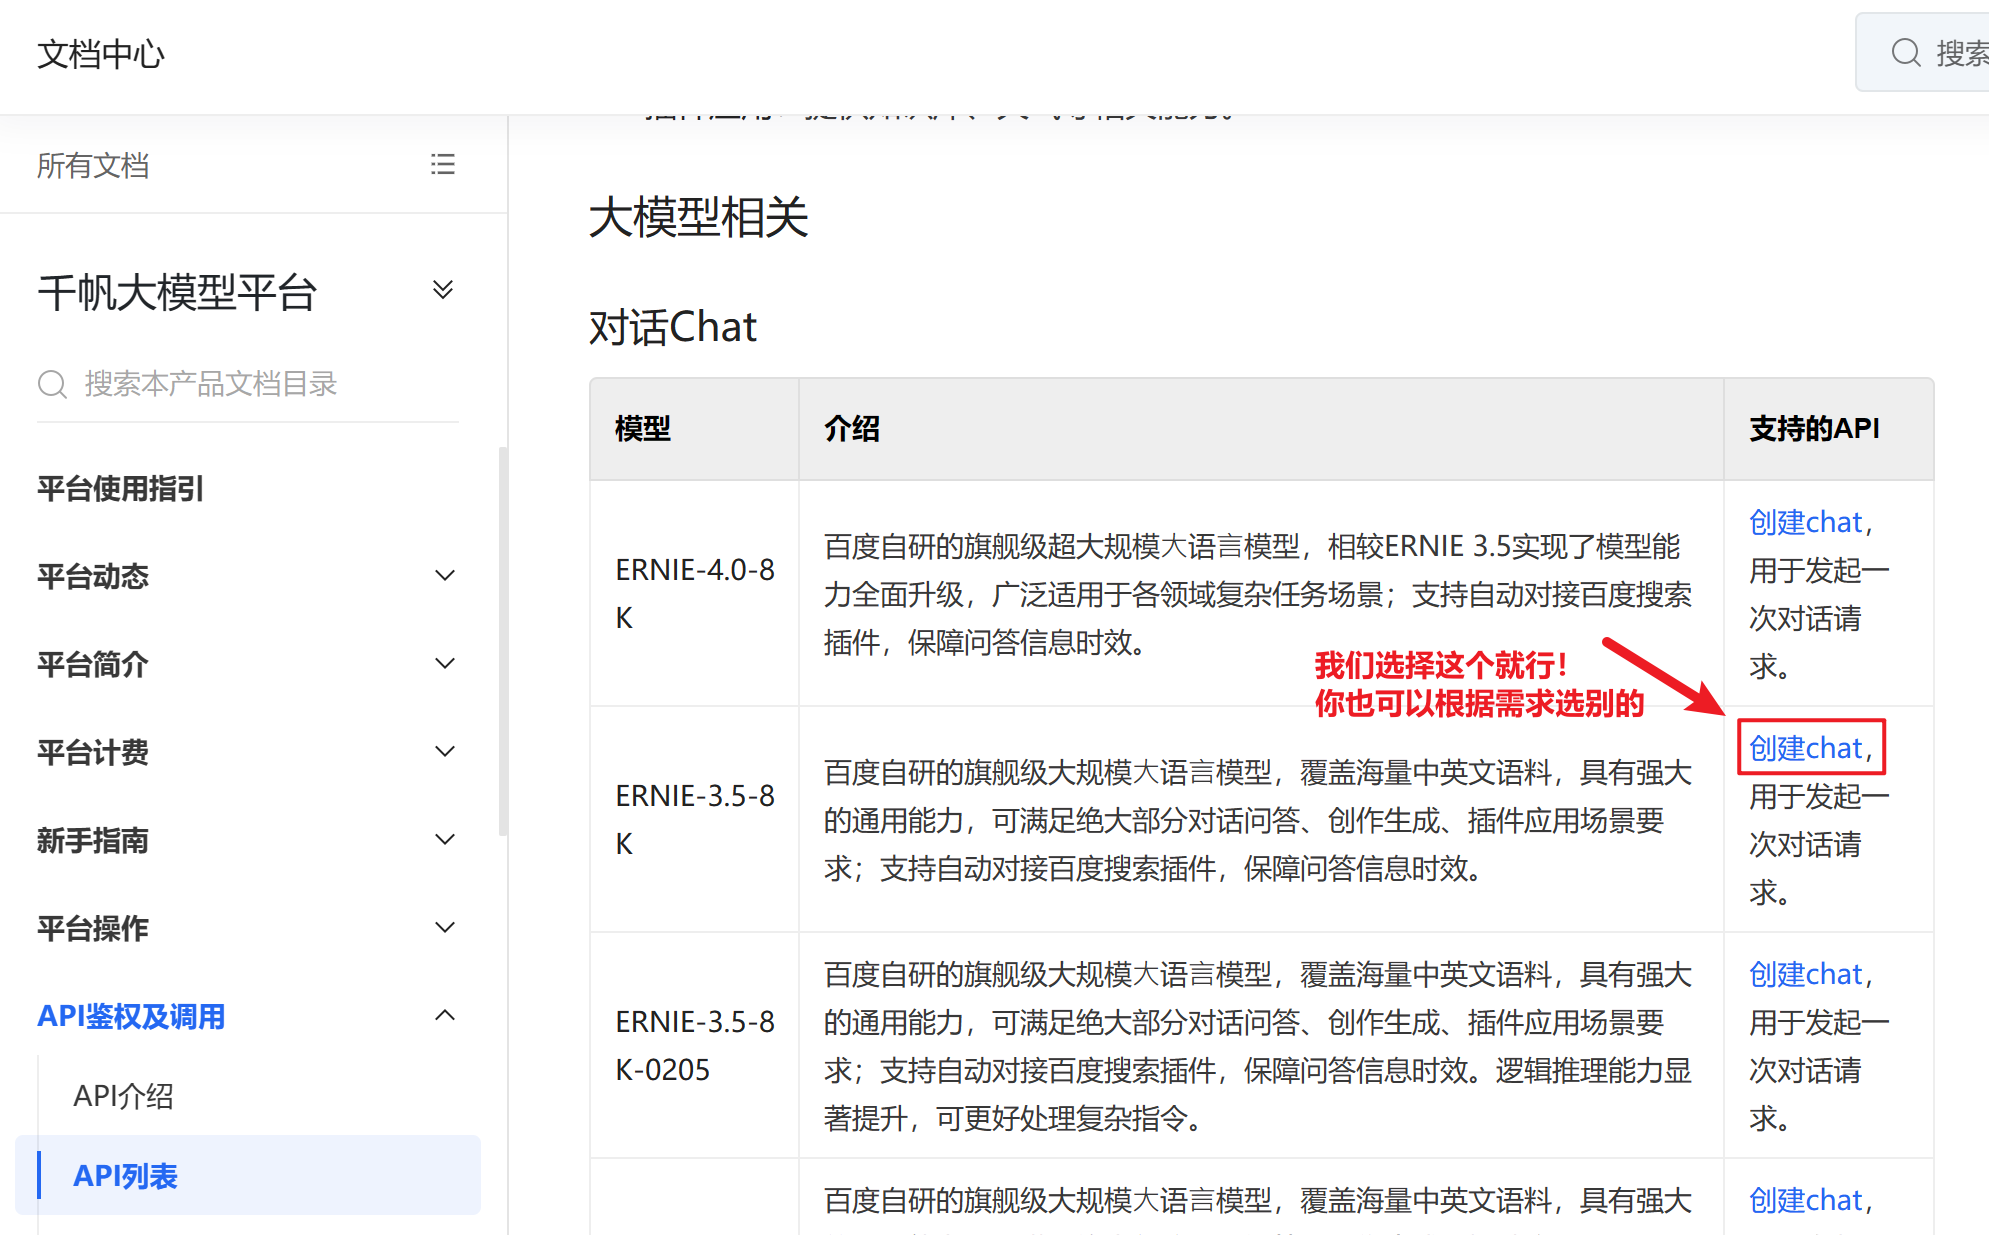 文档中心
搜索
所有文档
千帆大模型平台
搜索本产品文档目录
平台使用指引
平台动态
平台简介
平台计费
新手指南
平台操作
API鉴权及调用
API介绍
API列表
大模型相关
对话Chat
模型
介绍
支持的API
ERNIE-4.0-8
K
百度自研的旗舰级超大规模大语言模型，相较ERNIE 3.5实现了模型能
力全面升级，广泛适用于各领域复杂任务场景；支持自动对接百度搜索
插件，保障问答信息时效。
创建chat，
用于发起一
次对话请
求。
我们选择这个就行！
你也可以根据需求选别的
ERNIE-3.5-8
K
百度自研的旗舰级大规模大语言模型，覆盖海量中英文语料，具有强大
的通用能力，可满足绝大部分对话问答、创作生成、插件应用场景要
求；支持自动对接百度搜索插件，保障问答信息时效。
创建chat，
用于发起一
次对话请
求。
ERNIE-3.5-8
K-0205
百度自研的旗舰级大规模大语言模型，覆盖海量中英文语料，具有强大
的通用能力，可满足绝大部分对话问答、创作生成、插件应用场景要
求；支持自动对接百度搜索插件，保障问答信息时效。逻辑推理能力显
著提升，可更好处理复杂指令。
创建chat，
用于发起一
次对话请
求。
百度自研的旗舰级大规模大语言模型，覆盖海量中英文语料，具有强大
创建chat，